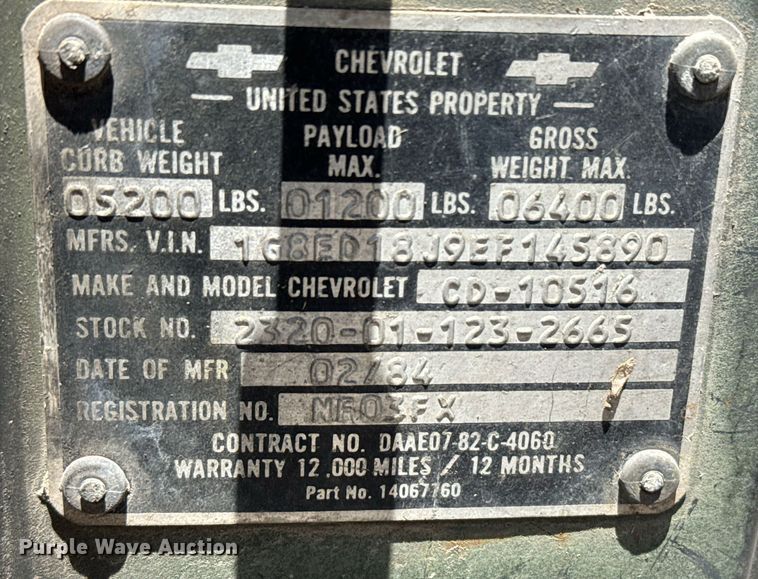 CHEVROLET
UNITED STATES PROPERTY
VEHICLE PAYLOAD GROSS
CURB WEIGHT MAX. WEIGHT MAX.
05200 LBS. 01200 LBS. 06400 LBS.
MFRS. V.I.N. 1G8ED18J9EF145890
MAKE AND MODEL CHEVROLET CD-10516
STOCK NO. 2320-01-123-2665
DATE OF MFR 02/84
REGISTRATION NO.
CONTRACT NO. DAAE07-82-C-4060
WARRANTY 12,000 MILES / 12 MONTHS
Part No. 14067760
Purple Wave Auction